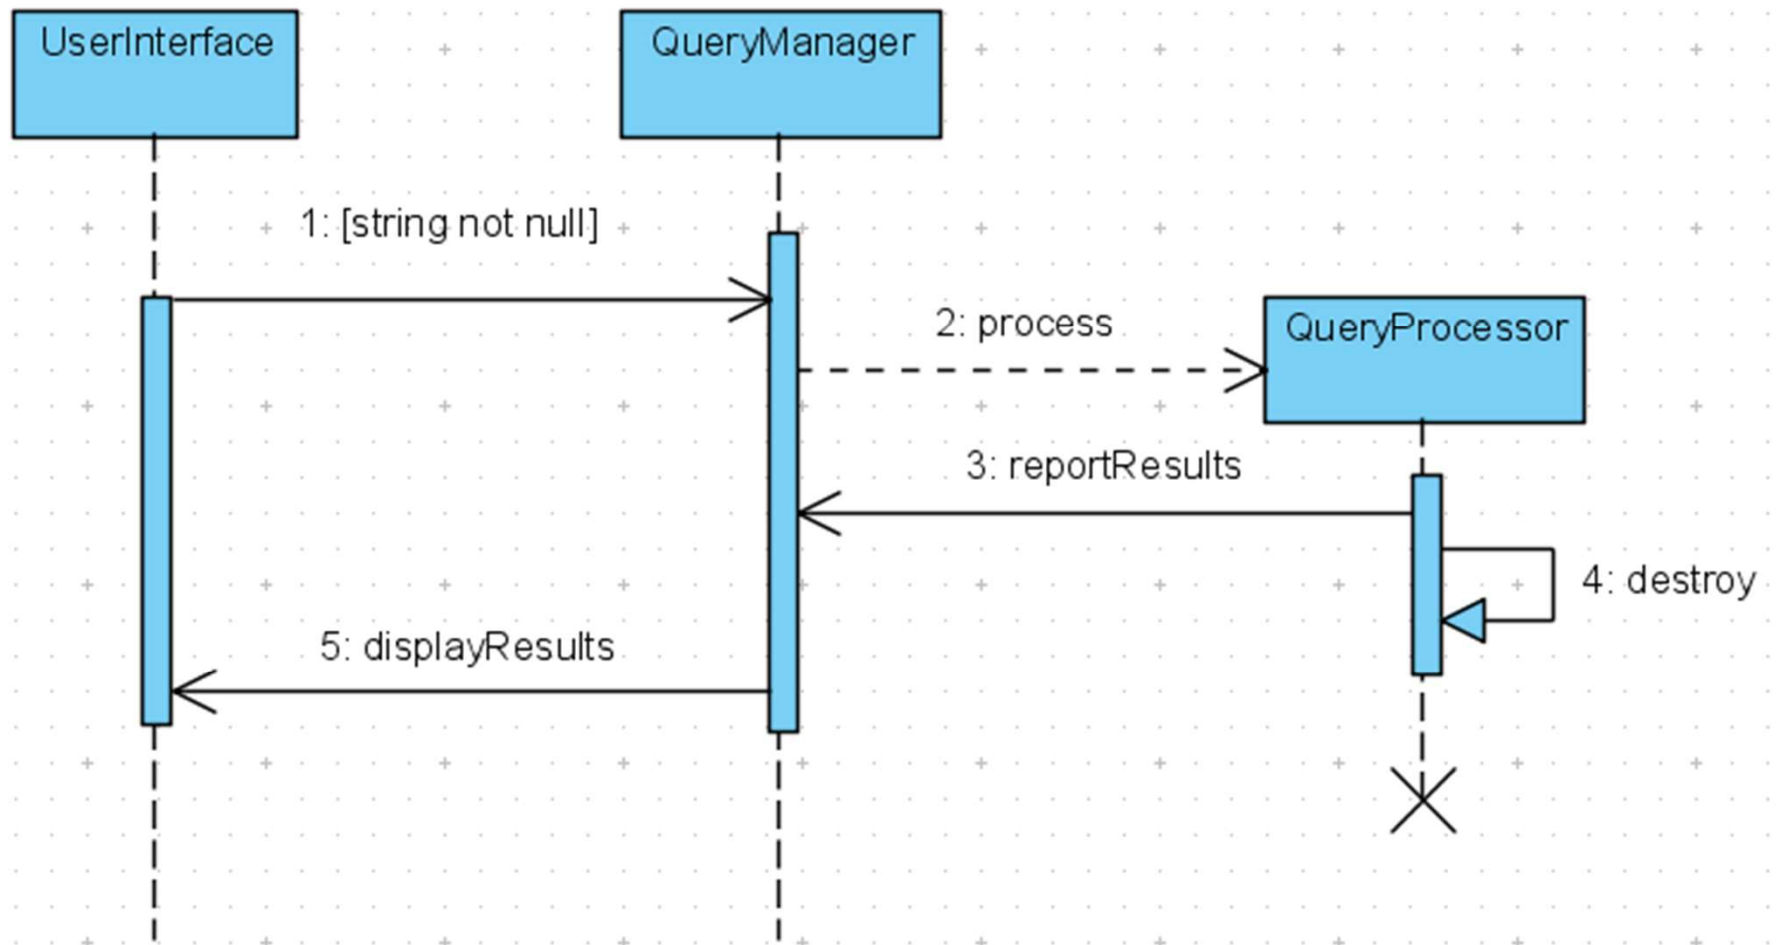 UserInterface
QueryManager
1: [string not null]
2: process
QueryProcessor
3: reportResults
4: destroy
5: displayResults